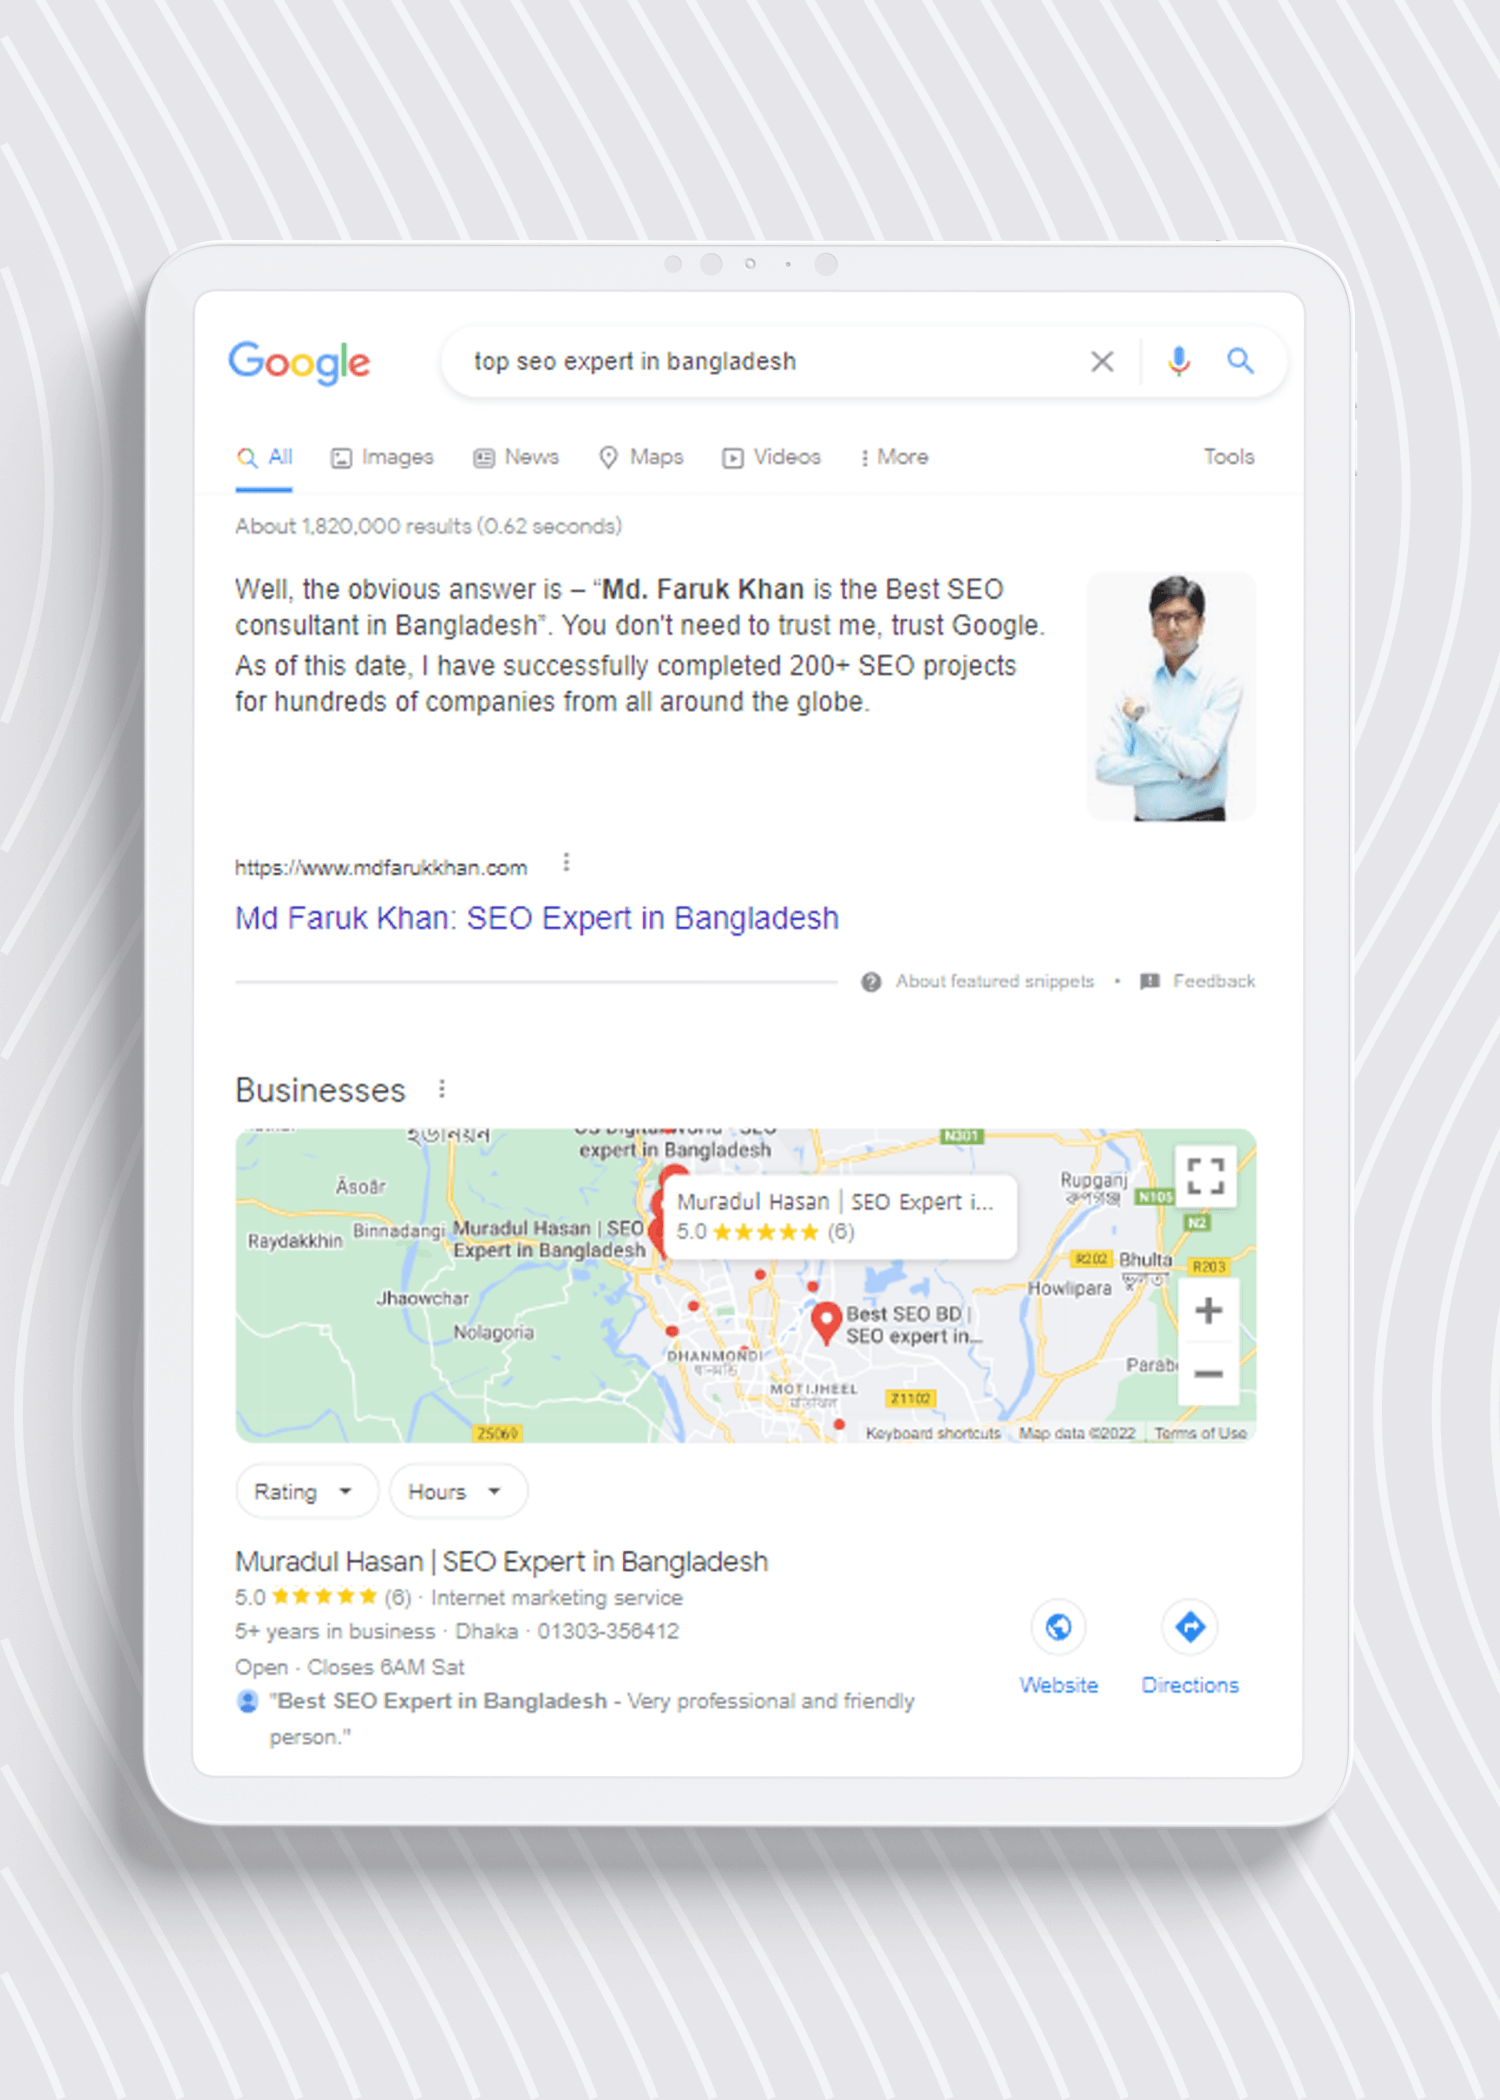 Google
top seo expert in bangladesh
All Images News Maps Videos More Tools
About 1,820,000 results (0.62 seconds)
Well, the obvious answer is – “Md. Faruk Khan is the Best SEO
consultant in Bangladesh”. You don't need to trust me, trust Google.
As of this date, I have successfully completed 200+ SEO projects
for hundreds of companies from all around the globe.
https://www.mdfarukkhan.com
Md Faruk Khan: SEO Expert in Bangladesh
About featured snippets • Feedback
Businesses
N301
expert in Bangladesh
Rupganj
রূপগঞ্জ
Āsoār
N105
Muradul Hasan | SEO Expert i...
5.0 (6)
N2
Raydakkhin
Binnadangi
Muradul Hasan | SEO
Expert in Bangladesh
R202
Bhulta
R203
Howlipara
Jhaowchar
Nolagoria
Best SEO BD |
SEO expert in...
DHANMONDI
ধানমন্ডি
Parab
MOTIJHEEL
মতিঝিল
Z1102
Z5069
Keyboard shortcuts Map data ©2022 Terms of Use
Rating Hours
Muradul Hasan | SEO Expert in Bangladesh
5.0 (6) · Internet marketing service
5+ years in business · Dhaka · 01303-356412
Open · Closes 6AM Sat
"Best SEO Expert in Bangladesh - Very professional and friendly
person."
Website Directions